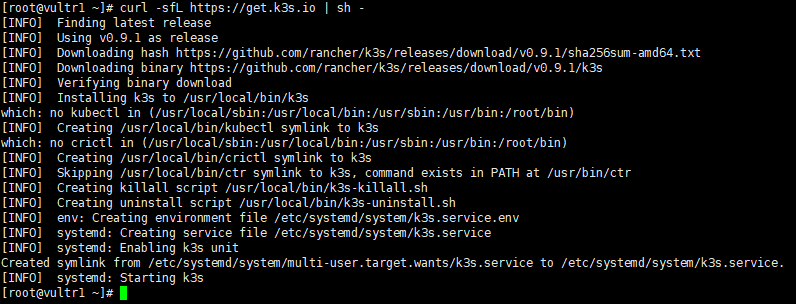 [root@vultr1 ~]# curl -sfL https://get.k3s.io | sh -
[INFO]  Finding latest release
[INFO]  Using v0.9.1 as release
[INFO]  Downloading hash https://github.com/rancher/k3s/releases/download/v0.9.1/sha256sum-amd64.txt
[INFO]  Downloading binary https://github.com/rancher/k3s/releases/download/v0.9.1/k3s
[INFO]  Verifying binary download
[INFO]  Installing k3s to /usr/local/bin/k3s
which: no kubectl in (/usr/local/sbin:/usr/local/bin:/usr/sbin:/usr/bin:/root/bin)
[INFO]  Creating /usr/local/bin/kubectl symlink to k3s
which: no crictl in (/usr/local/sbin:/usr/local/bin:/usr/sbin:/usr/bin:/root/bin)
[INFO]  Creating /usr/local/bin/crictl symlink to k3s
[INFO]  Skipping /usr/local/bin/ctr symlink to k3s, command exists in PATH at /usr/bin/ctr
[INFO]  Creating killall script /usr/local/bin/k3s-killall.sh
[INFO]  Creating uninstall script /usr/local/bin/k3s-uninstall.sh
[INFO]  env: Creating environment file /etc/systemd/system/k3s.service.env
[INFO]  systemd: Creating service file /etc/systemd/system/k3s.service
[INFO]  systemd: Enabling k3s unit
Created symlink from /etc/systemd/system/multi-user.target.wants/k3s.service to /etc/systemd/system/k3s.service.
[INFO]  systemd: Starting k3s
[root@vultr1 ~]#